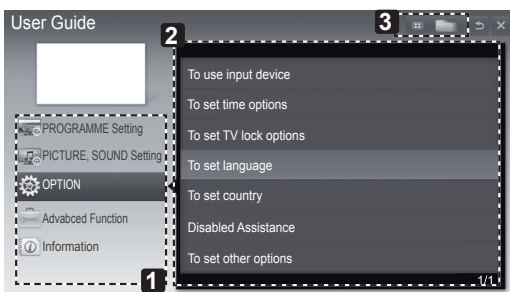 User Guide
3
2
To use input device
To set time options
To set TV lock options
To set language
To set country
Disabled Assistance
To set other options
1/1
PROGRAMME Setting
PICTURE, SOUND Setting
OPTION
Advabced Function
Information
1